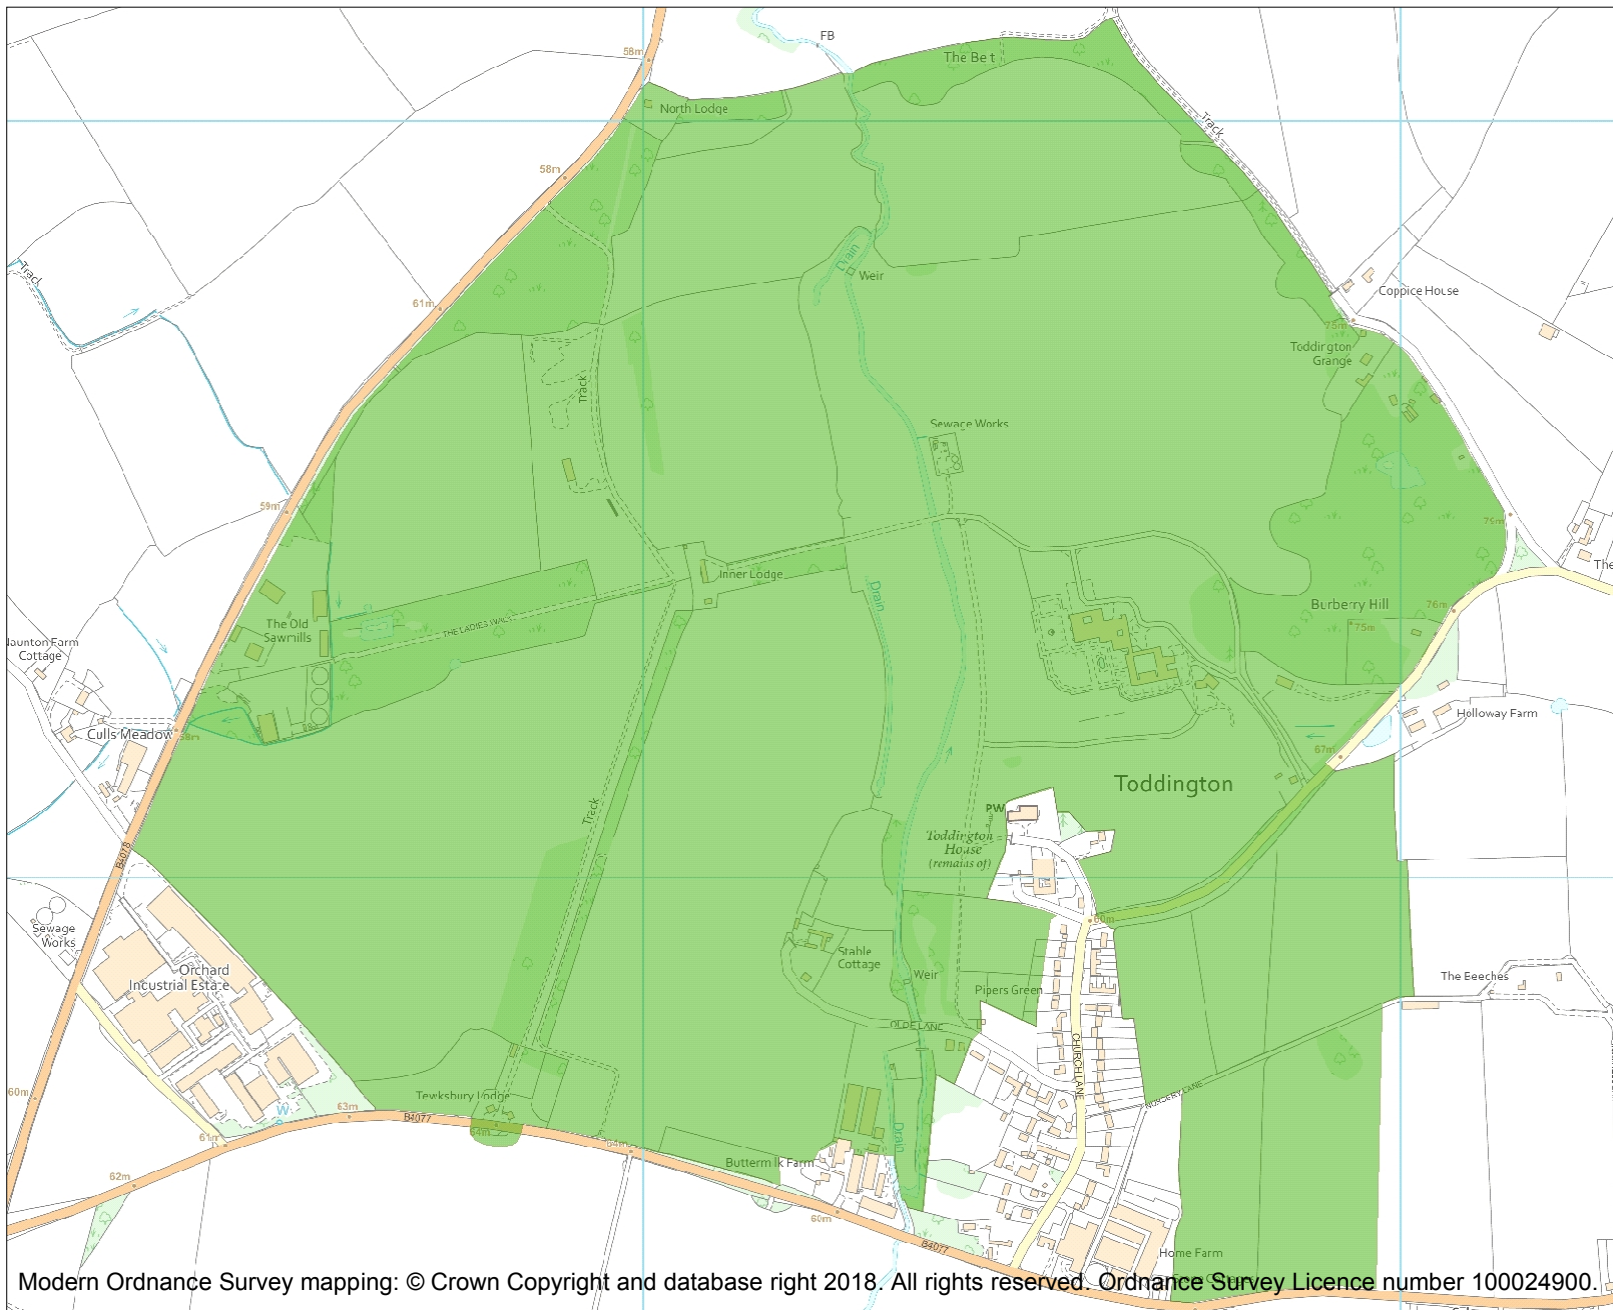 58m
FB
The Belt
North Lodge
Track
58m
Drain
Weir
Track
Coppice House
61m
75m
Toddington
Grange
Track
Sewage Works
59m
75m
Inner Lodge
The
Drain
Burberry Hill
76m
75m
The Old
Sawmills
THE LADIES WALK
Naunton Farm
Cottage
Holloway Farm
Culls Meadow
58m
67m
Toddington
PW
Track
Toddington
House
(remains of)
B4078
60m
Sewage
Works
Stable
Cottage
Orchard
Industrial Estate
Weir
The Beeches
Pipers Green
OLDE LANE
CHURCH LANE
60m
Tewksbury Lodge
NURSERY LANE
W
63m
B4077
64m
61m
64m
Drain
Buttermilk Farm
62m
60m
B4077
Home Farm
Modern Ordnance Survey mapping: © Crown Copyright and database right 2018. All rights reserved. Ordnance Survey Licence number 100024900.